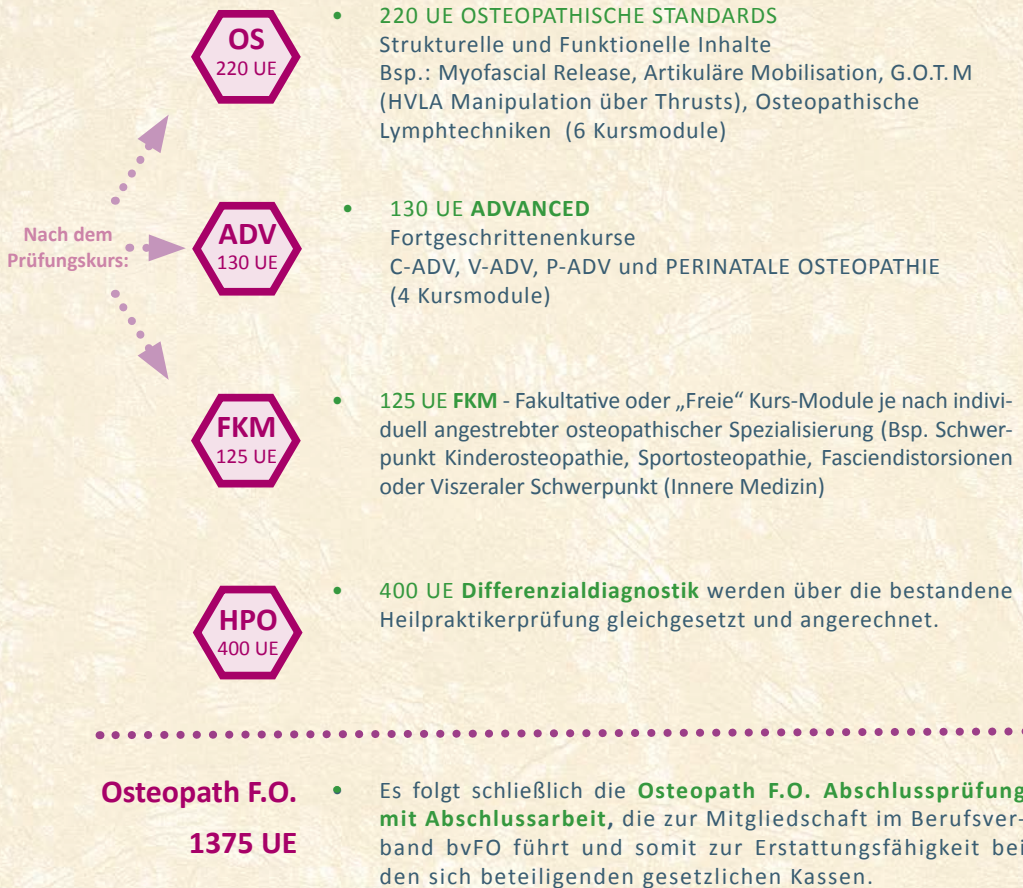 OS
220 UE
• 220 UE OSTEOPATHISCHE STANDARDS
Strukturelle und Funktionelle Inhalte
Bsp.: Myofascial Release, Artikuläre Mobilisation, G.O.T.M
(HVLA Manipulation über Thrusts), Osteopathische
Lymphtechniken (6 Kursmodule)
Nach dem
Prüfungskurs:
ADV
130 UE
• 130 UE ADVANCED
Fortgeschrittenenkurse
C-ADV, V-ADV, P-ADV und PERINATALE OSTEOPATHIE
(4 Kursmodule)
FKM
125 UE
• 125 UE FKM - Fakultative oder „Freie“ Kurs-Module je nach indivi-
duell angestrebter osteopathischer Spezialisierung (Bsp. Schwer-
punkt Kinderosteopathie, Sportosteopathie, Fasciendistorsionen
oder Viszeraler Schwerpunkt (Innere Medizin)
HPO
400 UE
• 400 UE Differenzialdiagnostik werden über die bestandene
Heilpraktikerprüfung gleichgesetzt und angerechnet.
Osteopath F.O.
1375 UE
• Es folgt schließlich die Osteopath F.O. Abschlussprüfung
mit Abschlussarbeit, die zur Mitgliedschaft im Berufsver-
band bvFO führt und somit zur Erstattungsfähigkeit bei
den sich beteiligenden gesetzlichen Kassen.